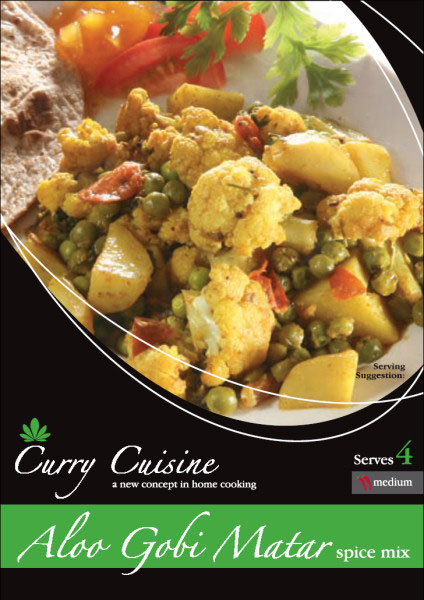 Serving
Suggestion:
Curry Cuisine
a new concept in home cooking
Serves 4
medium
Aloo Gobi Matar spice mix